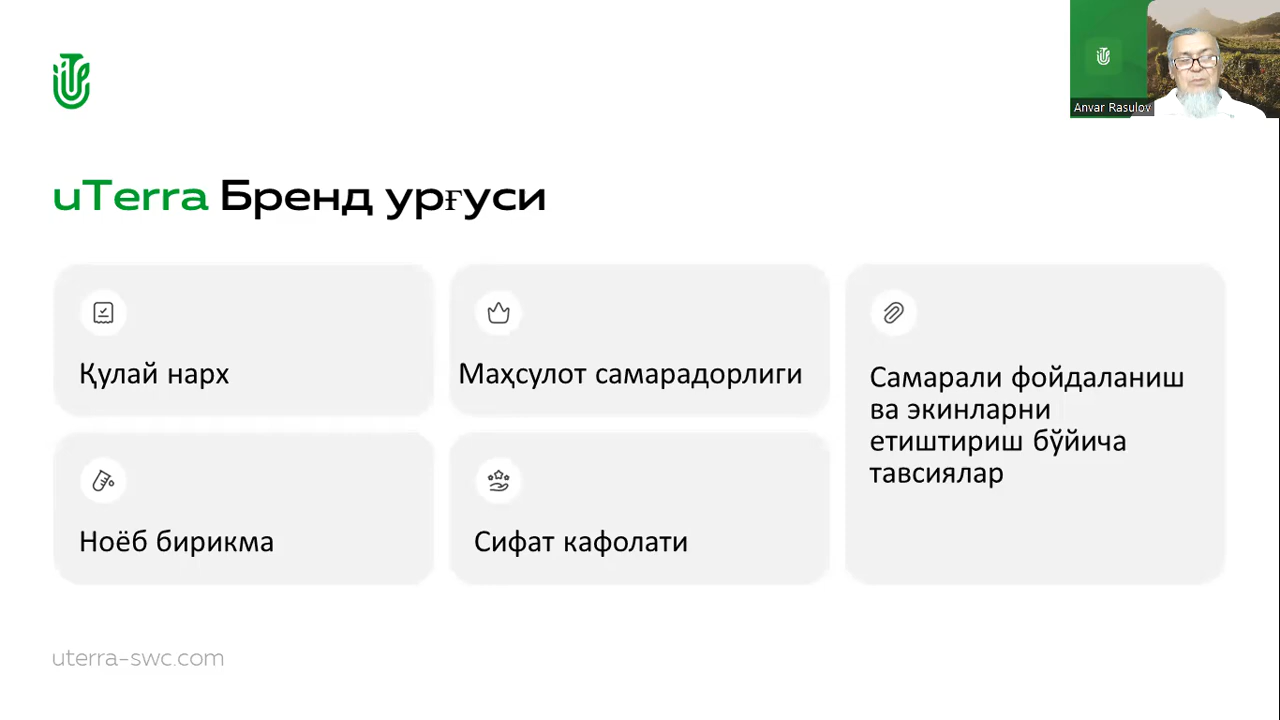 Anvar Rasulov
uTerra Бренд урғуси
Қулай нарх
Маҳсулот самарадорлиги
Самарали фойдаланиш
ва экинларни
етиштириш бўйича
тавсиялар
Ноёб бирикма
Сифат кафолати
uterra-swc.com